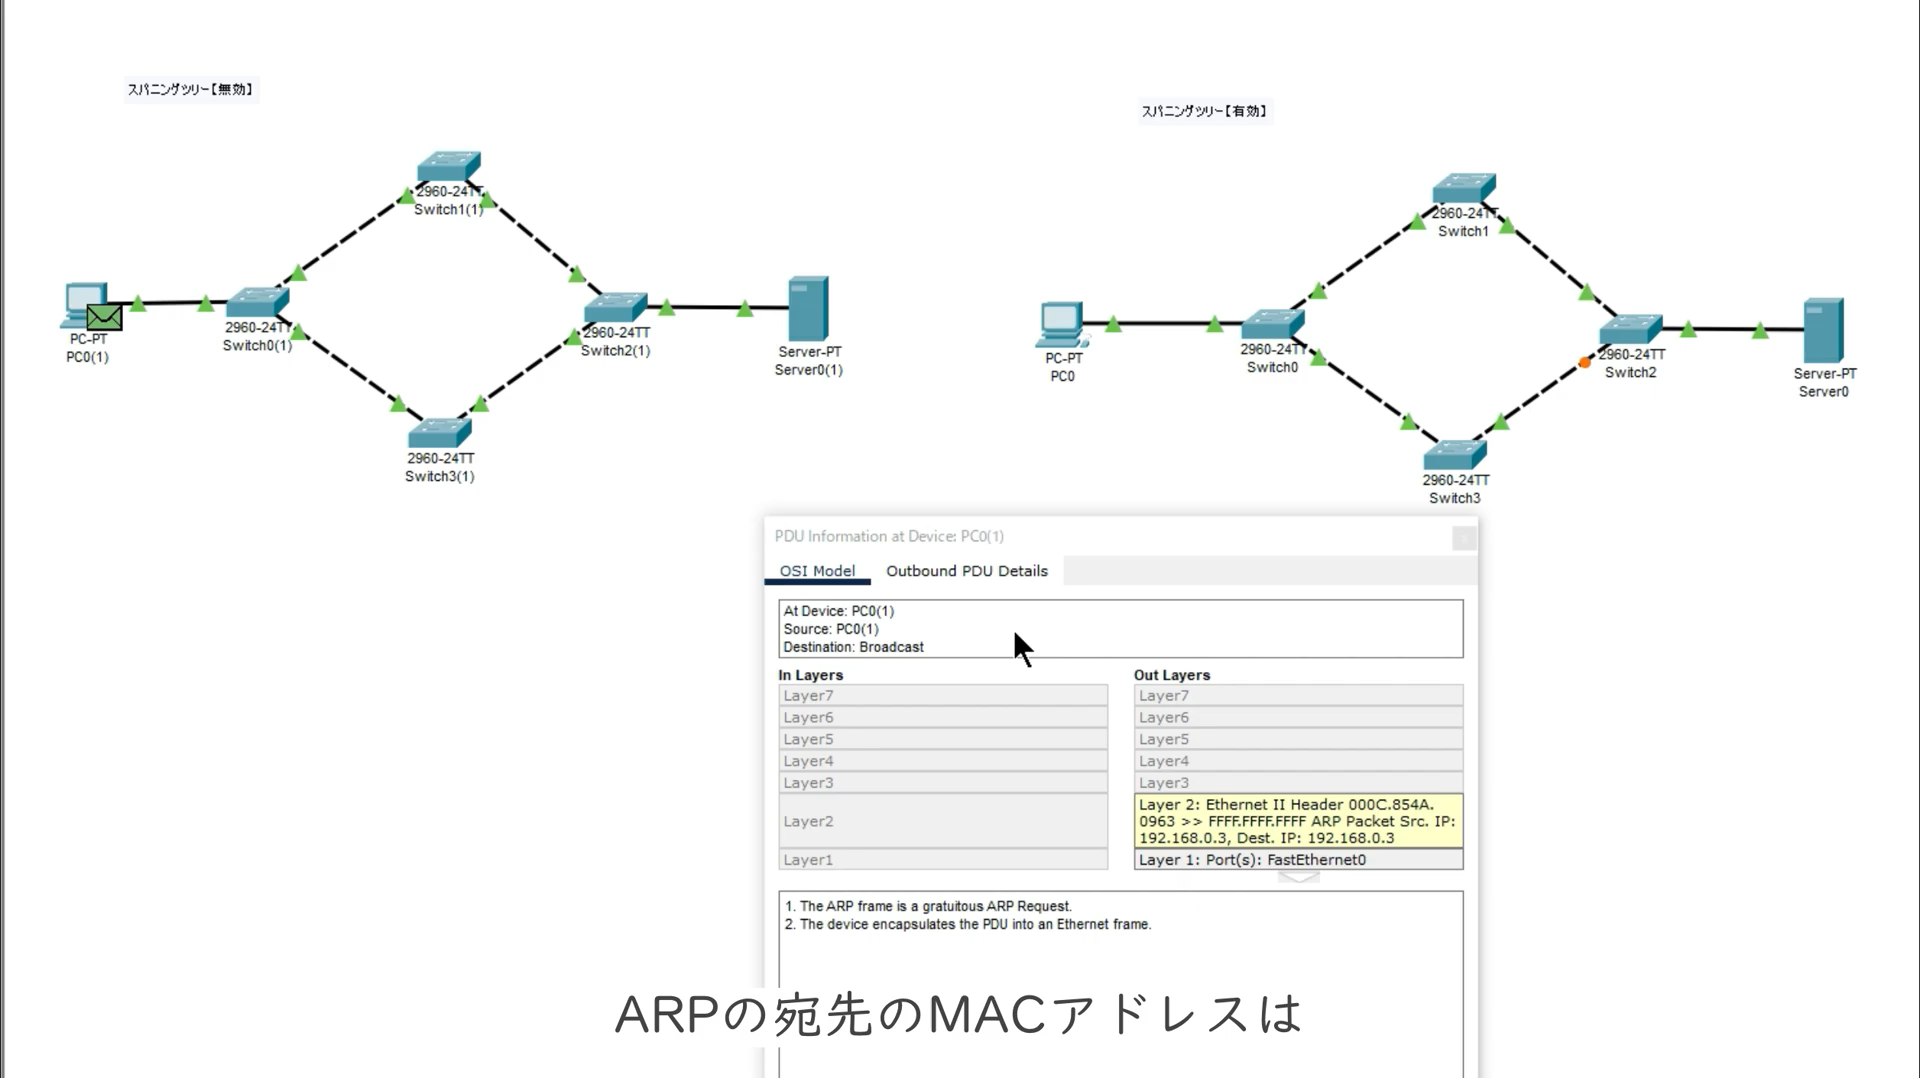 スパニングツリー【無効】
スパニングツリー【有効】
2960-24TT
Switch1(1)
PC-PT
PC0(1)
2960-24TT
Switch0(1)
2960-24TT
Switch2(1)
Server-PT
Server0(1)
2960-24TT
Switch3(1)
2960-24TT
Switch1
PC-PT
PC0
2960-24TT
Switch0
2960-24TT
Switch2
Server-PT
Server0
2960-24TT
Switch3
PDU Information at Device: PC0(1)
OSI Model
Outbound PDU Details
At Device: PC0(1)
Source: PC0(1)
Destination: Broadcast
In Layers
Layer7
Layer6
Layer5
Layer4
Layer3
Layer2
Layer1
Out Layers
Layer7
Layer6
Layer5
Layer4
Layer3
Layer 2: Ethernet II Header 000C.854A.
0963 >> FFFF.FFFF.FFFF ARP Packet Src. IP:
192.168.0.3, Dest. IP: 192.168.0.3
Layer 1: Port(s): FastEthernet0
1. The ARP frame is a gratuitous ARP Request.
2. The device encapsulates the PDU into an Ethernet frame.
ARPの宛先のMACアドレスは